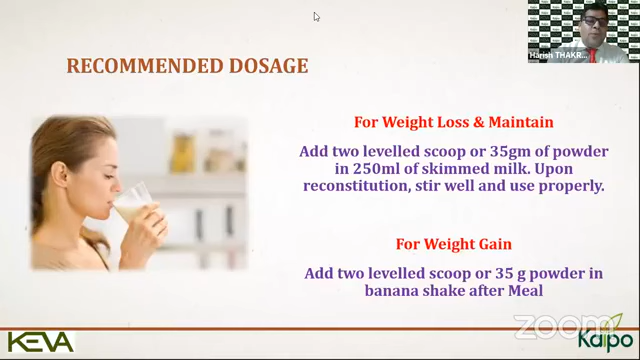 Harish THAKR...
RECOMMENDED DOSAGE
For Weight Loss & Maintain
Add two levelled scoop or 35gm of powder
in 250ml of skimmed milk. Upon
reconstitution, stir well and use properly.
For Weight Gain
Add two levelled scoop or 35 g powder in
banana shake after Meal
zoom
KEVA
Kaipo